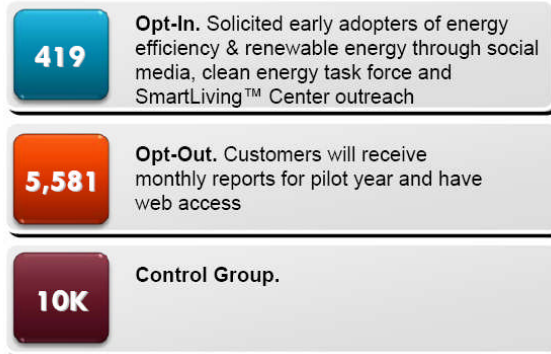 419
Opt-In. Solicited early adopters of energy
efficiency & renewable energy through social
media, clean energy task force and
SmartLiving™ Center outreach
5,581
Opt-Out. Customers will receive
monthly reports for pilot year and have
web access
10K
Control Group.